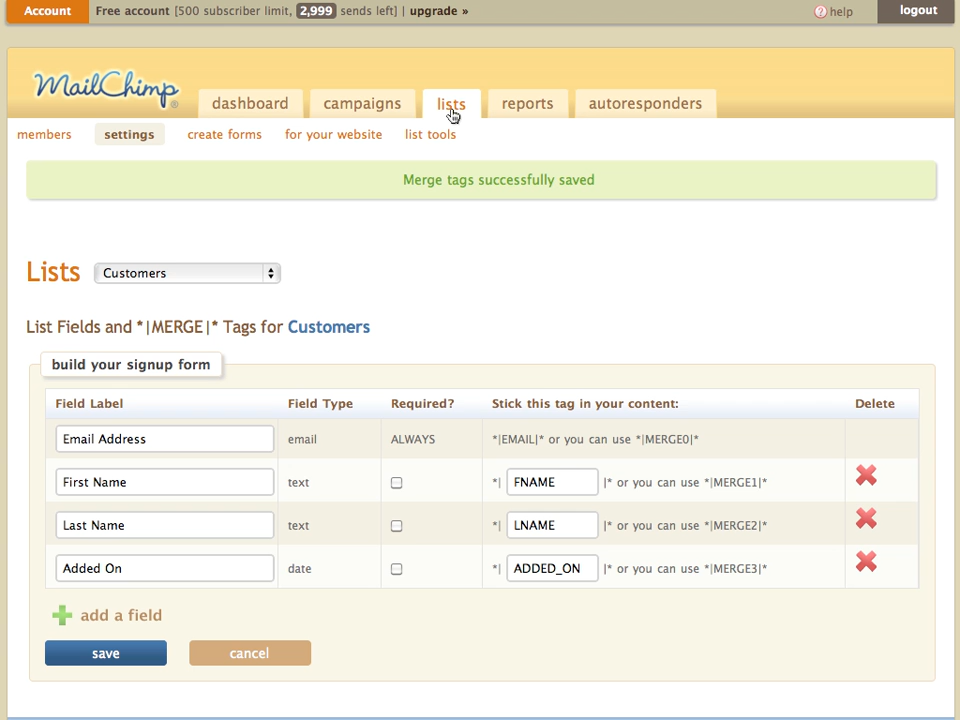 Account Free account [500 subscriber limit, 2,999 sends left] | upgrade » ? help logout
MailChimp®
dashboard campaigns lists reports autoresponders
members settings create forms for your website list tools
Merge tags successfully saved
Lists Customers
List Fields and *|MERGE|* Tags for Customers
build your signup form
Field Label Field Type Required? Stick this tag in your content: Delete
Email Address email ALWAYS *|EMAIL|* or you can use *|MERGE0|*
First Name text *| FNAME |* or you can use *|MERGE1|*
Last Name text *| LNAME |* or you can use *|MERGE2|*
Added On date *| ADDED_ON |* or you can use *|MERGE3|*
add a field
save cancel